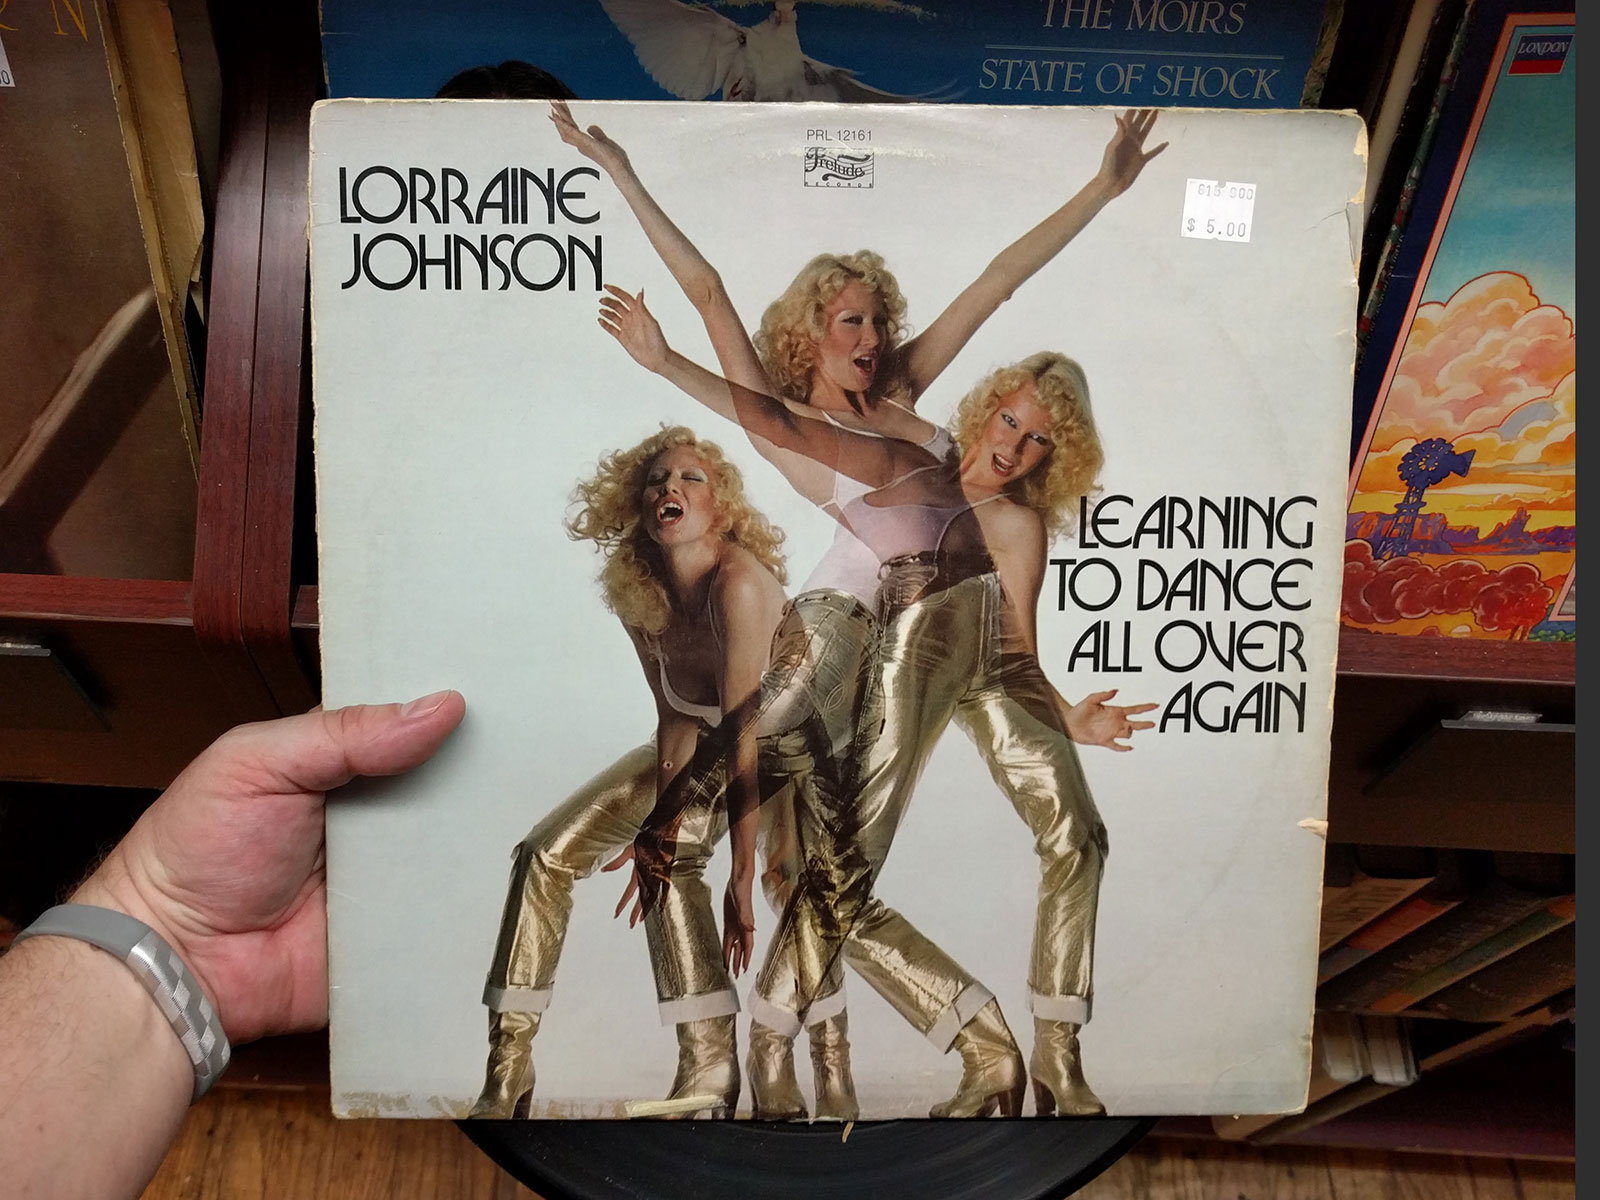 THE MOIRS
STATE OF SHOCK
LONDON
PRL 12161
Prelude
RECORDS
LORRAINE
JOHNSON
$ 5.00
LEARNING
TO DANCE
ALL OVER
AGAIN